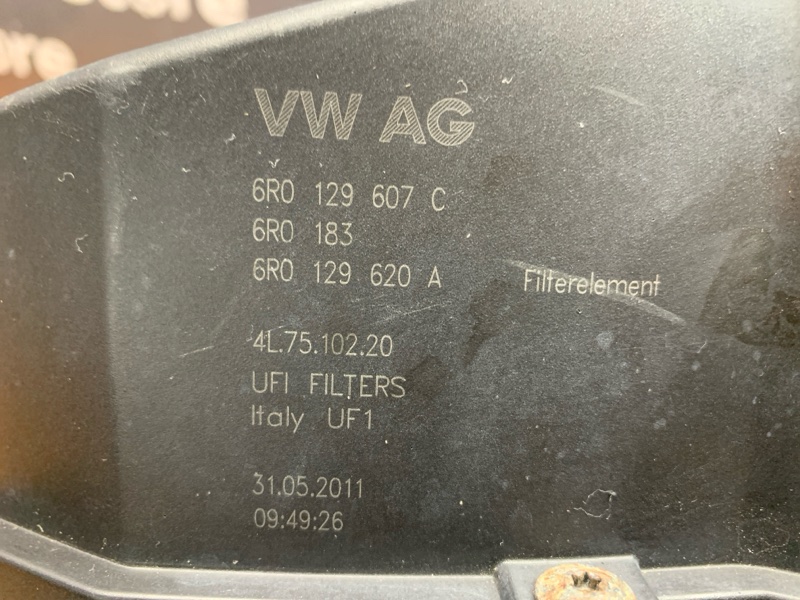 ore
VW AG
6R0 129 607 C
6R0 183
6R0 129 620 A Filterelement
4L.75.102.20
UFI FILTERS
Italy UF1
31.05.2011
09:49:26